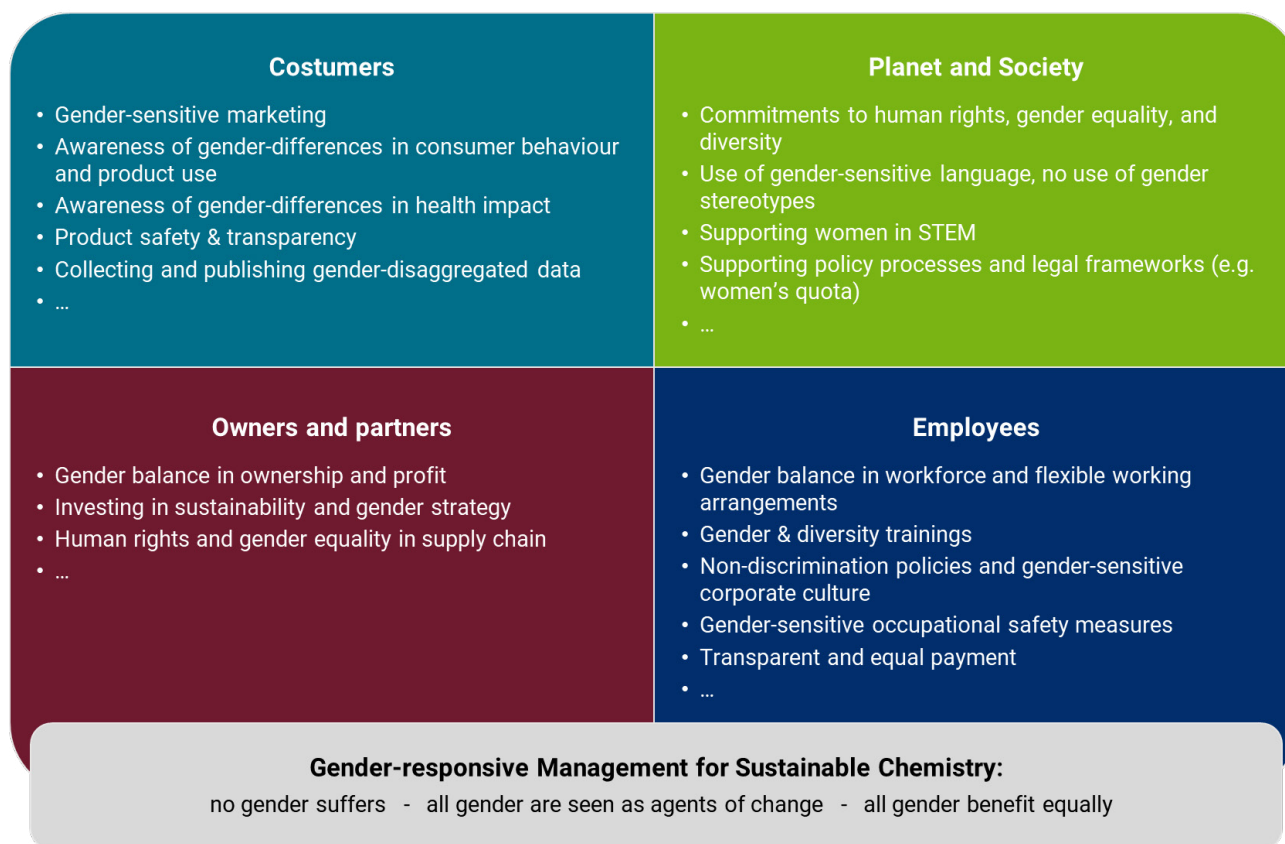 Costumers
• Gender-sensitive marketing
• Awareness of gender-differences in consumer behaviour
and product use
• Awareness of gender-differences in health impact
• Product safety & transparency
• Collecting and publishing gender-disaggregated data
• …
Planet and Society
• Commitments to human rights, gender equality, and
diversity
• Use of gender-sensitive language, no use of gender
stereotypes
• Supporting women in STEM
• Supporting policy processes and legal frameworks (e.g.
women’s quota)
• …
Owners and partners
• Gender balance in ownership and profit
• Investing in sustainability and gender strategy
• Human rights and gender equality in supply chain
• …
Employees
• Gender balance in workforce and flexible working
arrangements
• Gender & diversity trainings
• Non-discrimination policies and gender-sensitive
corporate culture
• Gender-sensitive occupational safety measures
• Transparent and equal payment
• …
Gender-responsive Management for Sustainable Chemistry:
no gender suffers - all gender are seen as agents of change - all gender benefit equally